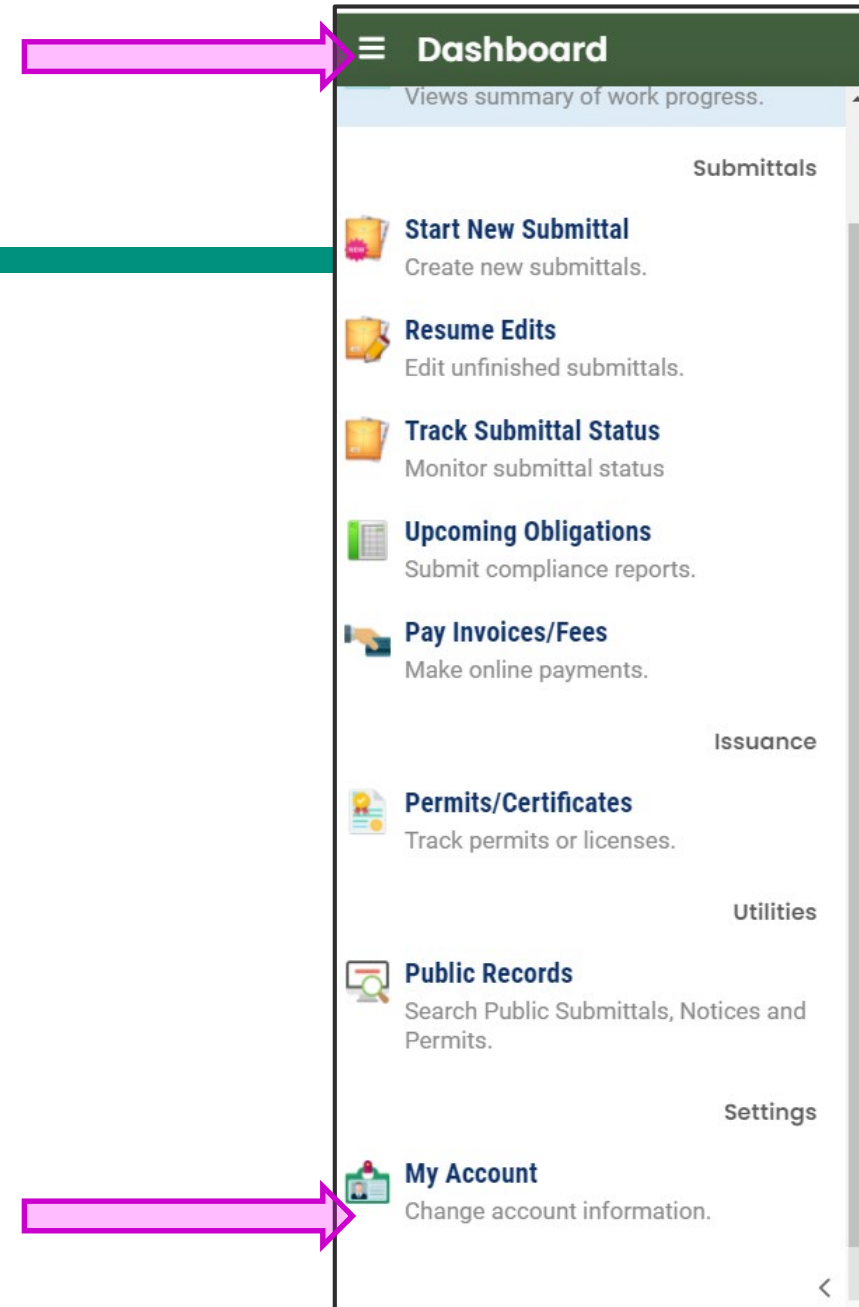 Dashboard
Views summary of work progress.
Submittals
NEW
Start New Submittal
Create new submittals.
Resume Edits
Edit unfinished submittals.
Track Submittal Status
Monitor submittal status
Upcoming Obligations
Submit compliance reports.
Pay Invoices/Fees
Make online payments.
Issuance
Permits/Certificates
Track permits or licenses.
Utilities
Public Records
Search Public Submittals, Notices and
Permits.
Settings
My Account
Change account information.